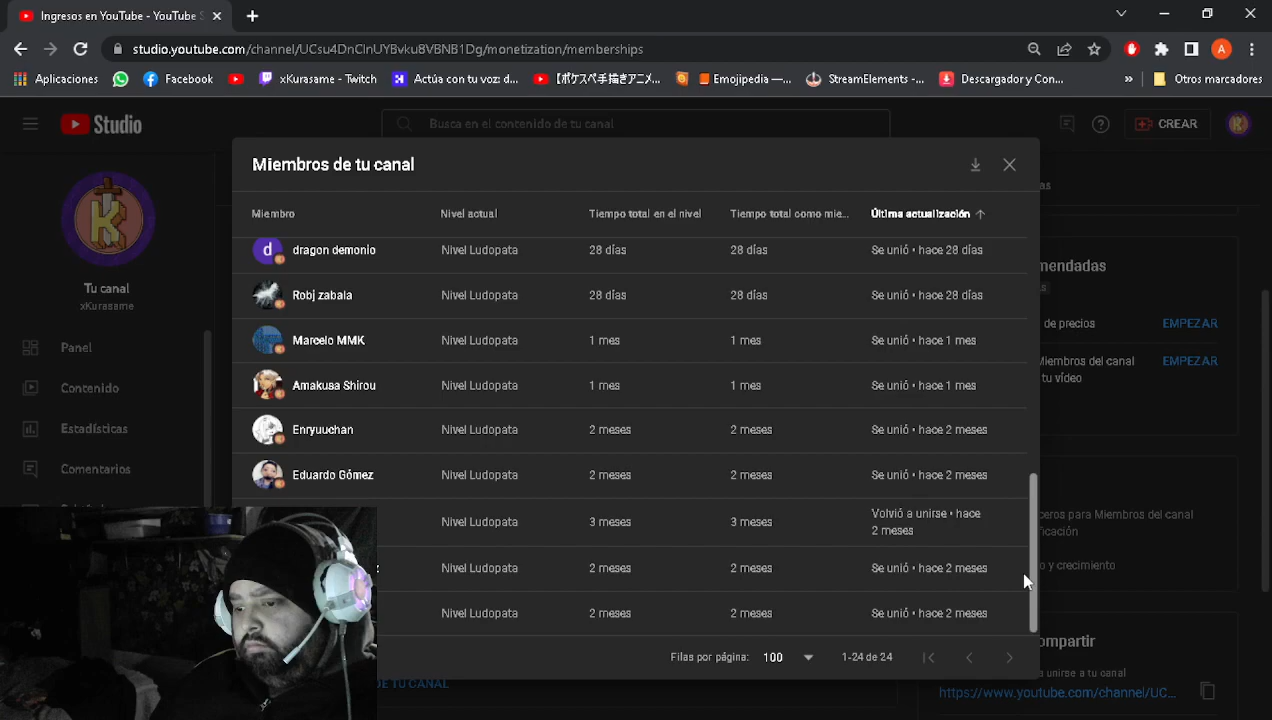 Ingresos en YouTube - YouTube S
studio.youtube.com/channel/UCsu4DnClnUYBvku8VBNB1Dg/monetization/memberships
A
Aplicaciones Facebook xKurasame - Twitch Actúa con tu voz: d... 【ポケスペ手描きアニメ... Emojipedia —... StreamElements -... Descargador y Con... » Otros marcadores
Studio
Busca en el contenido de tu canal
CREAR
Tu canal
xKurasame
Panel
Contenido
Estadísticas
Comentarios
Miembros de tu canal
Miembro Nivel actual Tiempo total en el nivel Tiempo total como mie... Última actualización
d dragon demonio Nivel Ludopata 28 días 28 días Se unió • hace 28 días
Robj zabala Nivel Ludopata 28 días 28 días Se unió • hace 28 días
Marcelo MMK Nivel Ludopata 1 mes 1 mes Se unió • hace 1 mes
Amakusa Shirou Nivel Ludopata 1 mes 1 mes Se unió • hace 1 mes
Enryuuchan Nivel Ludopata 2 meses 2 meses Se unió • hace 2 meses
Eduardo Gómez Nivel Ludopata 2 meses 2 meses Se unió • hace 2 meses
Nivel Ludopata 3 meses 3 meses Volvió a unirse • hace
2 meses
Nivel Ludopata 2 meses 2 meses Se unió • hace 2 meses
Nivel Ludopata 2 meses 2 meses Se unió • hace 2 meses
Filas por página: 100 1-24 de 24
as
mendadas
s
de precios EMPEZAR
Miembros del canal EMPEZAR
tu vídeo
ceros para Miembros del canal
ficación
o y crecimiento
ompartir
a unirse a tu canal
https://www.youtube.com/channel/UC...
DE TU CANAL